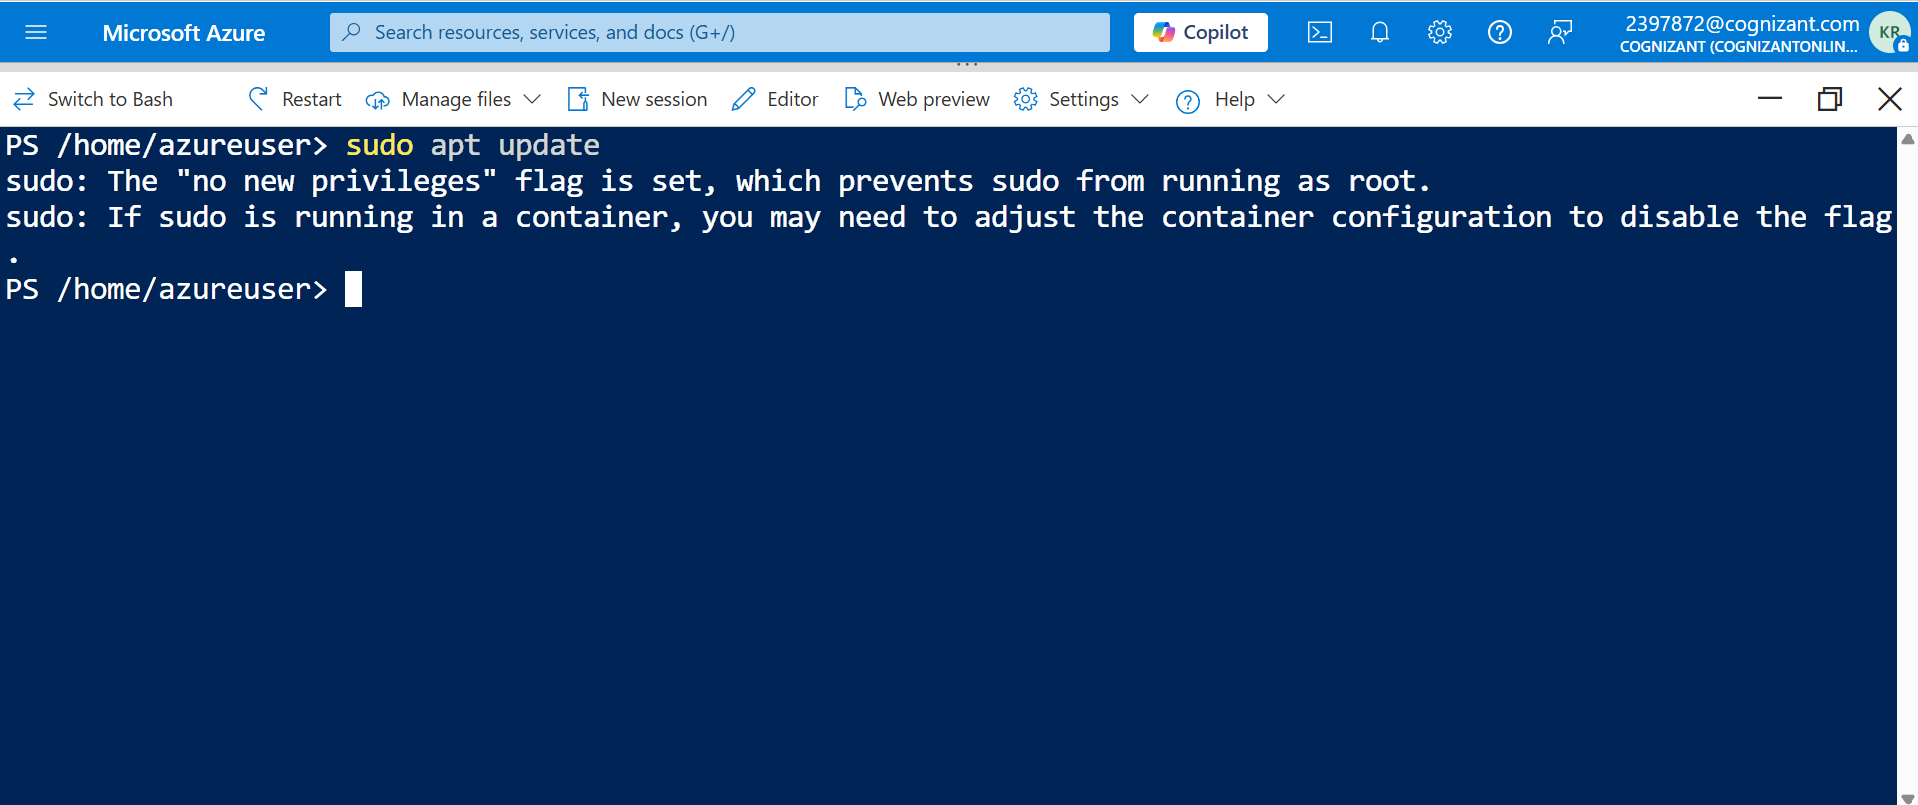 Microsoft Azure
Search resources, services, and docs (G+/)
Copilot
2397872@cognizant.com
COGNIZANT (COGNIZANTONLIN...
KR
Switch to Bash
Restart
Manage files
New session
Editor
Web preview
Settings
Help
PS /home/azureuser> sudo apt update
sudo: The "no new privileges" flag is set, which prevents sudo from running as root.
sudo: If sudo is running in a container, you may need to adjust the container configuration to disable the flag
.
PS /home/azureuser>